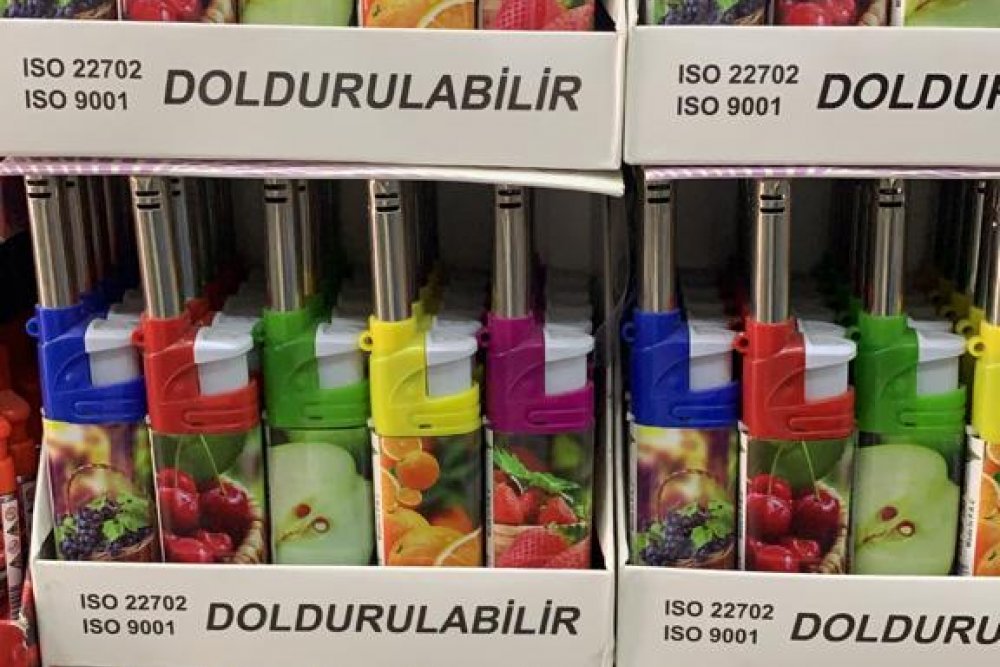 ISO 22702
ISO 9001
DOLDURULABİLİR
ISO 22702
ISO 9001
DOLDUR
ISO 22702
ISO 9001
DOLDURULABİLİR
ISO 22702
ISO 9001
DOLDURU